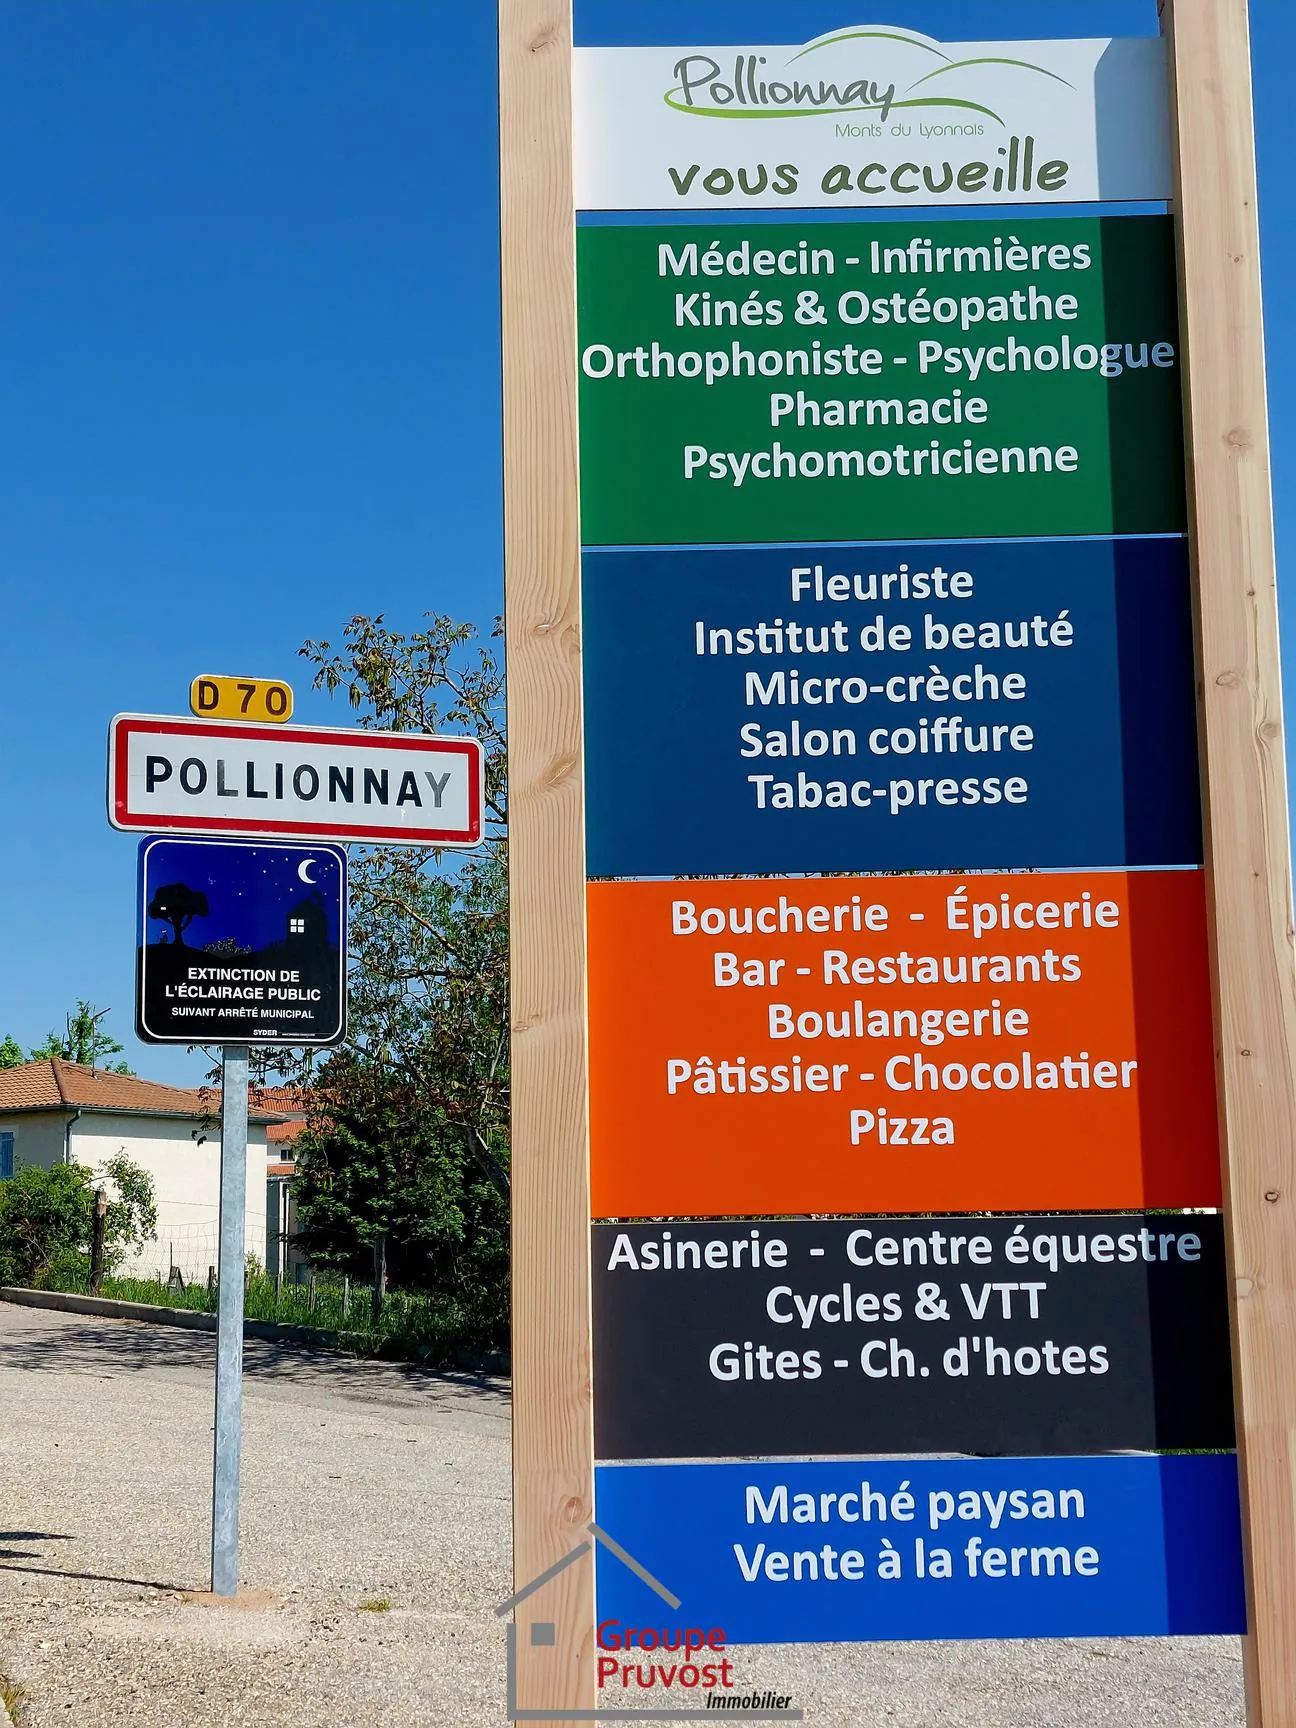 Pollionnay
Monts du Lyonnais
vous accueille
Médecin - Infirmières
Kinés & Ostéopathe
Orthophoniste - Psychologue
Pharmacie
Psychomotricienne
Fleuriste
Institut de beauté
Micro-crèche
Salon coiffure
Tabac-presse
Boucherie - Épicerie
Bar - Restaurants
Boulangerie
Pâtissier - Chocolatier
Pizza
Asinerie - Centre équestre
Cycles & VTT
Gites - Ch. d'hotes
Marché paysan
Vente à la ferme
D 70
POLLIONNAY
EXTINCTION DE
L'ÉCLAIRAGE PUBLIC
SUIVANT ARRÊTÉ MUNICIPAL
SYDER
Groupe
Pruvost
Immobilier